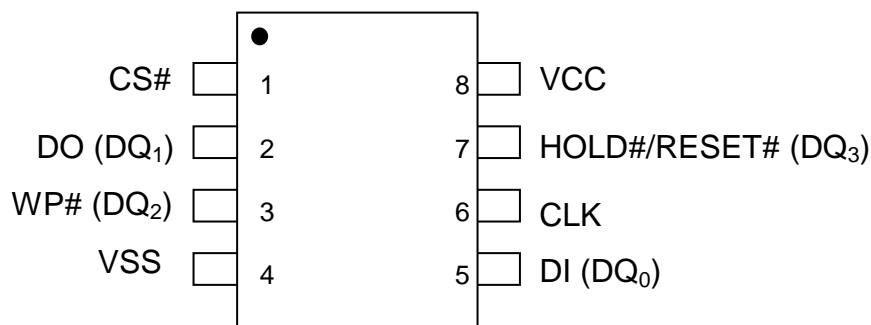 CS# 1 8 VCC
DO (DQ₁) 2 7 HOLD#/RESET# (DQ₃)
WP# (DQ₂) 3 6 CLK
VSS 4 5 DI (DQ₀)